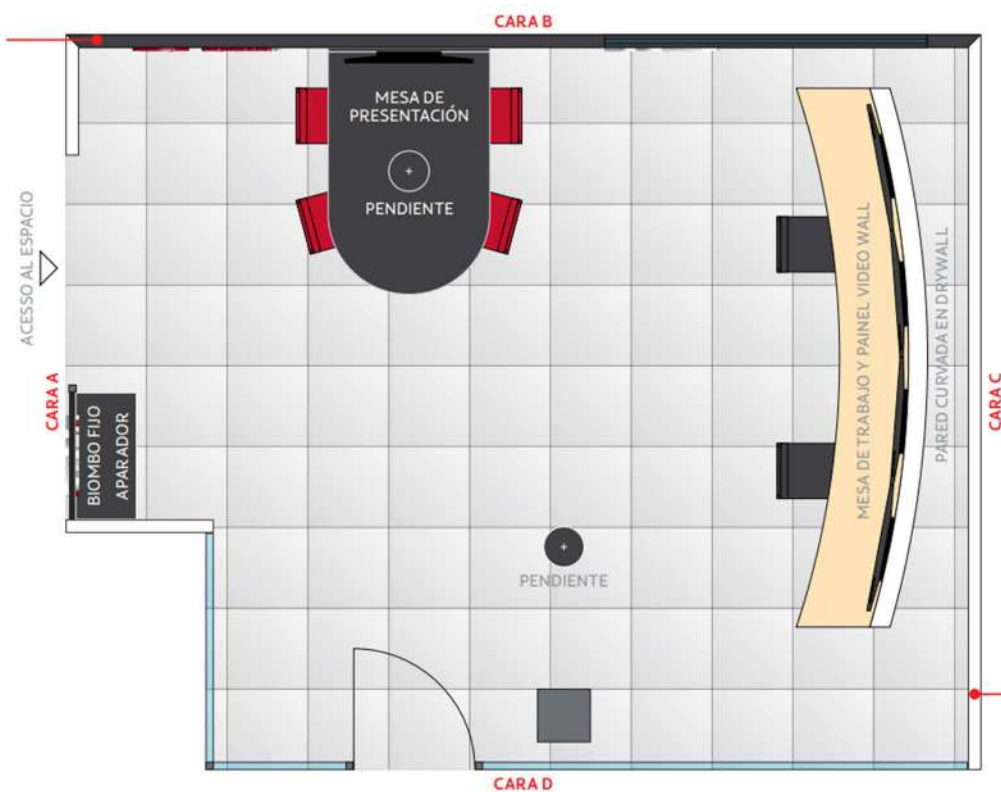 CARA B
MESA DE
PRESENTACIÓN
PENDIENTE
ACESSO AL ESPACIO
CARA A
BIOMBO FIJO
APARADOR
MESA DE TRABAJO Y PAINEL VIDEO WALL
PARED CURVADA EN DRYWALL
CARA C
PENDIENTE
CARA D